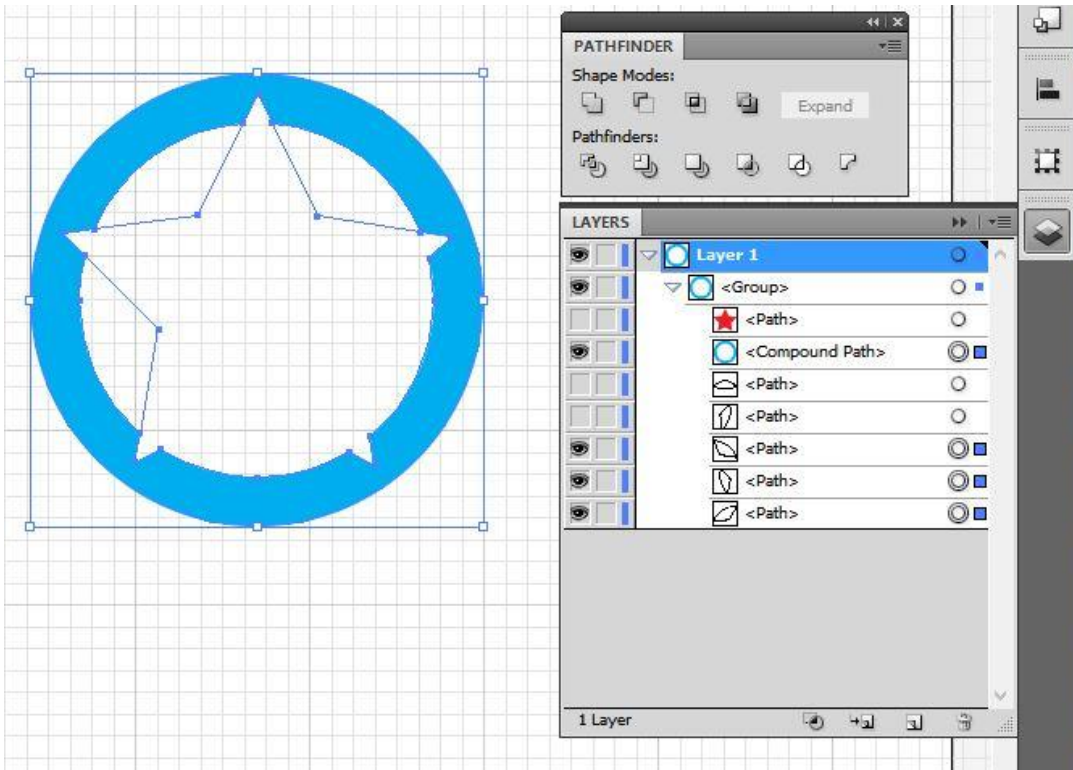 PATHFINDER
Shape Modes:
Expand
Pathfinders:
LAYERS
Layer 1
<Group>
<Path>
<Compound Path>
<Path>
<Path>
<Path>
<Path>
<Path>
1 Layer